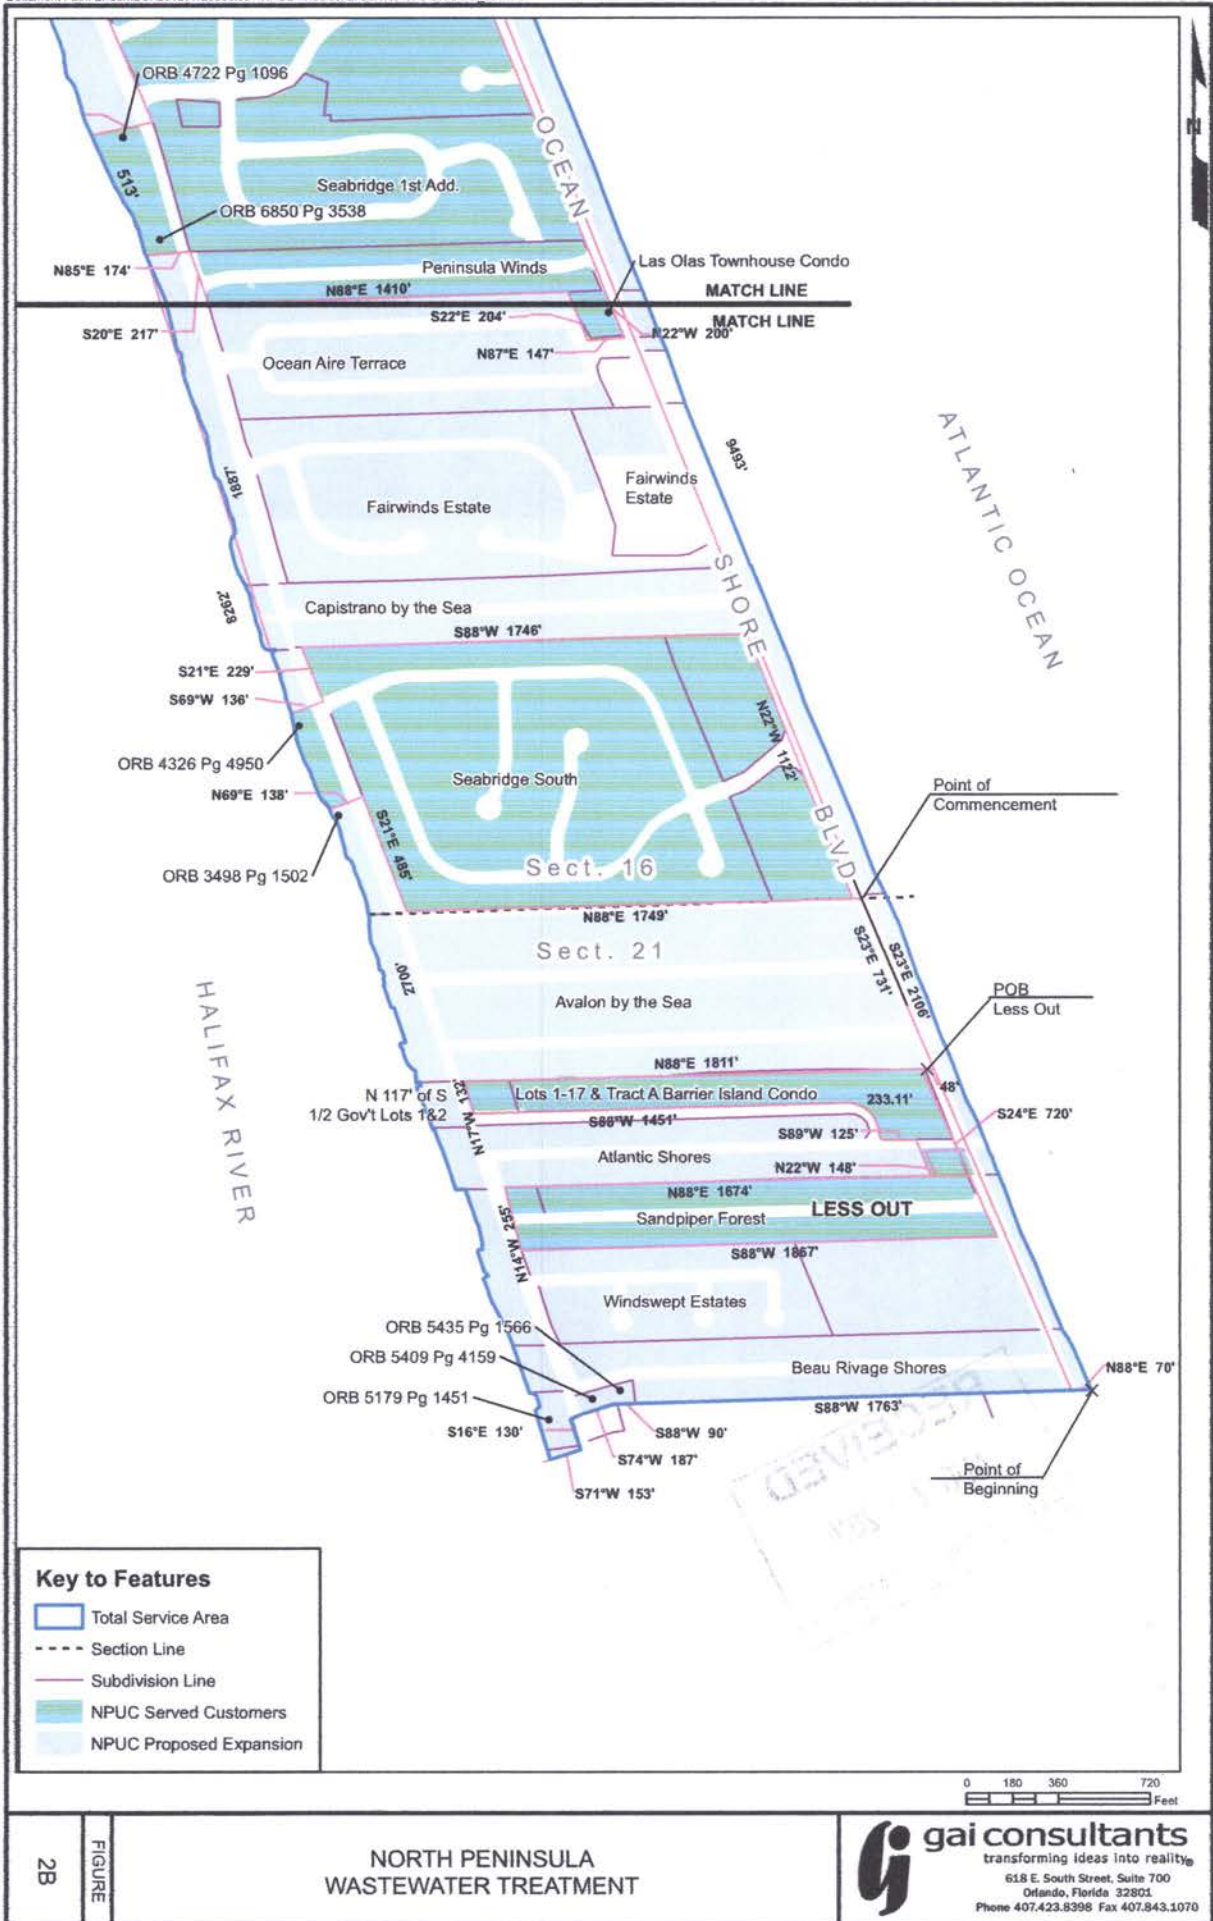 ORB 4722 Pg 1096
OCEAN
513'
Seabridge 1st Add.
ORB 6850 Pg 3538
N85°E 174'
Peninsula Winds
Las Olas Townhouse Condo
N88°E 1410'
MATCH LINE
S22°E 204'
MATCH LINE
S20°E 217'
N22°W 200'
N87°E 147'
Ocean Aire Terrace
ATLANTIC OCEAN
9493'
1887'
Fairwinds Estate
Fairwinds
Estate
SHORE
8262'
Capistrano by the Sea
S88°W 1746'
S21°E 229'
S69°W 136'
N22°W 1122'
ORB 4326 Pg 4950
Seabridge South
N69°E 138'
Point of
Commencement
S21°E 485'
BLVD
ORB 3498 Pg 1502
Sect. 16
N88°E 1749'
Sect. 21
S23°E 731'
S23°E 2106'
2700'
HALIFAX RIVER
Avalon by the Sea
POB
Less Out
N88°E 1811'
N 117' of S
1/2 Gov't Lots 1&2
N17°W 132'
Lots 1-17 & Tract A Barrier Island Condo
233.11'
48'
S86°W 1451'
S24°E 720'
S89°W 125'
Atlantic Shores
N22°W 148'
N88°E 1674'
LESS OUT
Sandpiper Forest
N14°W 255'
S88°W 1867'
Windswept Estates
ORB 5435 Pg 1566
ORB 5409 Pg 4159
Beau Rivage Shores
N88°E 70'
ORB 5179 Pg 1451
S88°W 1763'
S16°E 130'
S88°W 90'
S74°W 187'
S71°W 153'
Point of
Beginning
RECEIVED
N
Key to Features
Total Service Area
Section Line
Subdivision Line
NPUC Served Customers
NPUC Proposed Expansion
0 180 360 720
Feet
2B
FIGURE
NORTH PENINSULA
WASTEWATER TREATMENT
gai consultants
transforming ideas into reality®
618 E. South Street, Suite 700
Orlando, Florida 32801
Phone 407.423.8398 Fax 407.843.1070